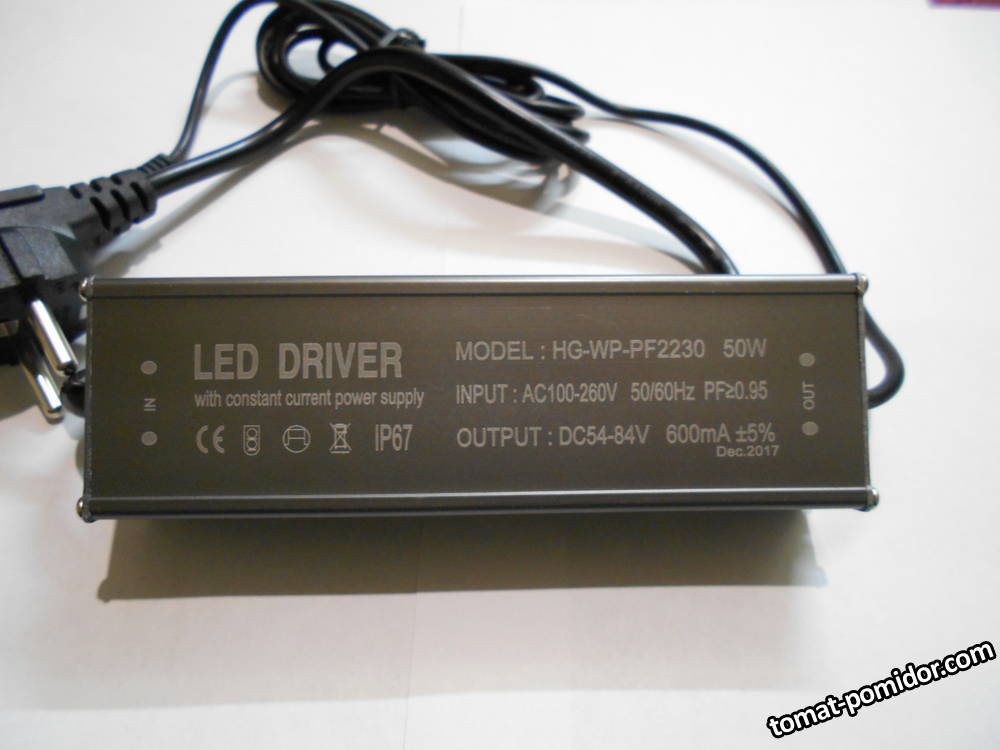 LED DRIVER
with constant current power supply
CE IP67
IN
MODEL : HG-WP-PF2230 50W
INPUT : AC100-260V 50/60Hz PF≥0.95
OUTPUT : DC54-84V 600mA ±5%
Dec.2017
OUT
tomat-pomidor.com